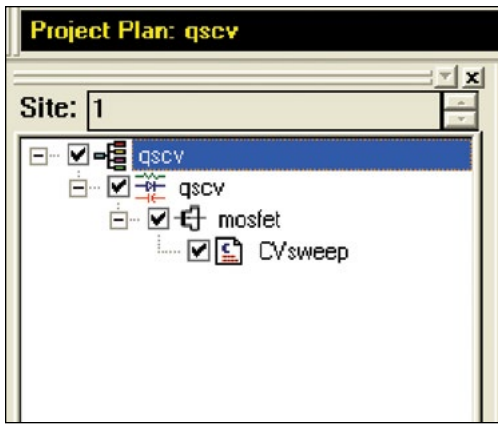 Project Plan: qscv
Site: 1
qscv
qscv
mosfet
CVsweep